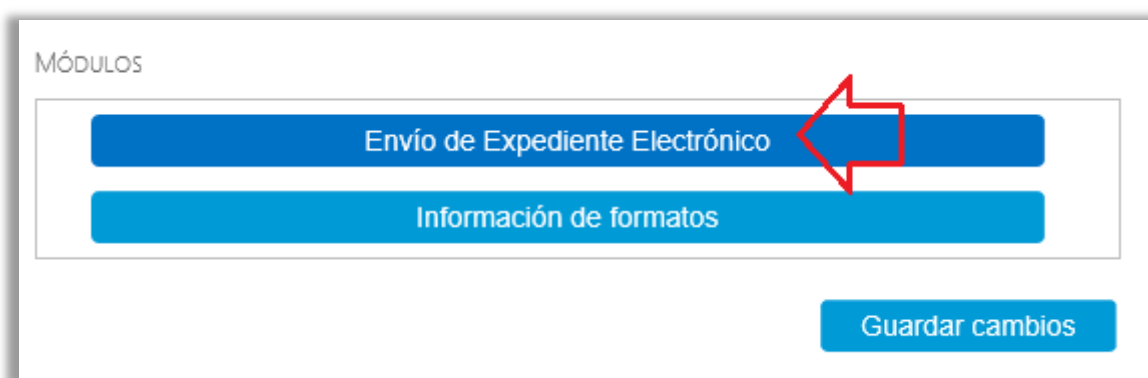 MÓDULOS
Envío de Expediente Electrónico
Información de formatos
Guardar cambios